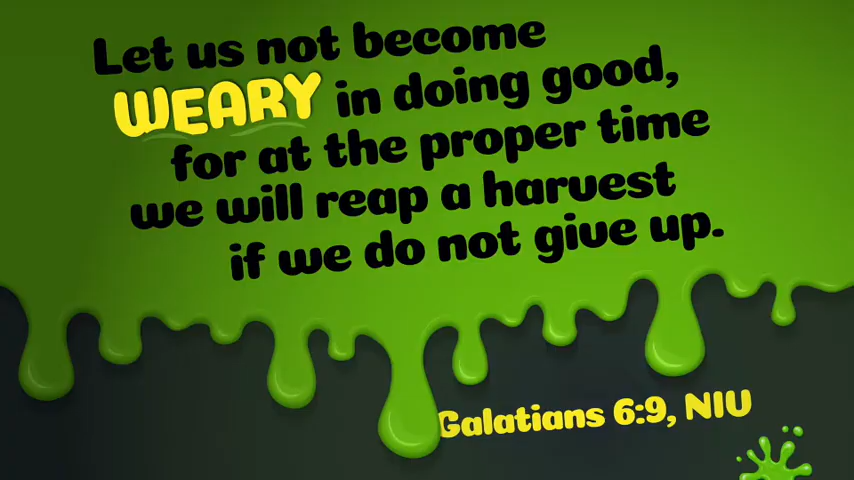 Let us not become
WEARY in doing good,
for at the proper time
we will reap a harvest
if we do not give up.
Galatians 6:9, NIV